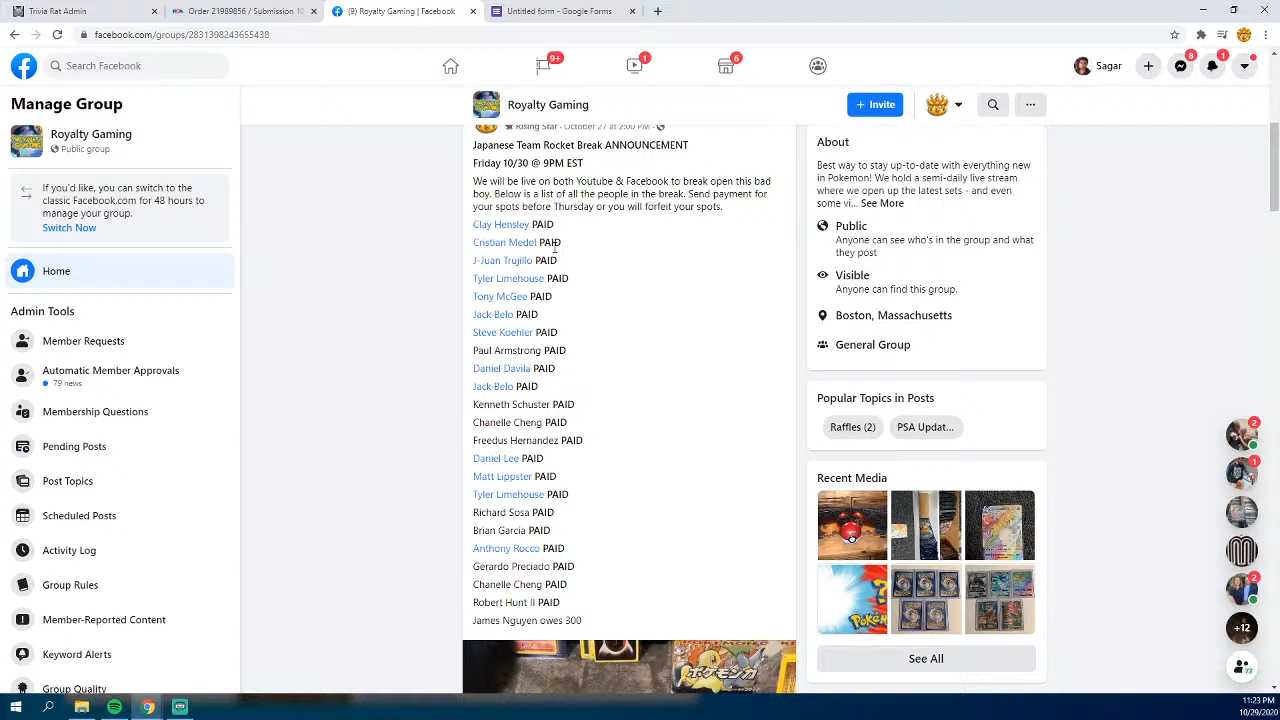 Trivia Rat Admin
Order 21989856 / Submission 10
(9) Royalty Gaming | Facebook
Untitled form - Google Forms
facebook.com/groups/2831398243655438
Search Facebook
9+
1
6
Sagar
8
1
Manage Group
Royalty Gaming
Public group
If you'd like, you can switch to the
classic Facebook.com for 48 hours to
manage your group.
Switch Now
Home
Admin Tools
Member Requests
Automatic Member Approvals
79 news
Membership Questions
Pending Posts
Post Topics
Scheduled Posts
Activity Log
Group Rules
Member-Reported Content
Keyword Alerts
Group Quality
Royalty Gaming
+ Invite
Rising Star · October 27 at 2:00 PM ·
Japanese Team Rocket Break ANNOUNCEMENT
Friday 10/30 @ 9PM EST
We will be live on both Youtube & Facebook to break open this bad
boy. Below is a list of all the people in the break. Send payment for
your spots before Thursday or you will forfeit your spots.
Clay Hensley PAID
Cristian Medel PAID
J-Juan Trujillo PAID
Tyler Limehouse PAID
Tony McGee PAID
Jack Belo PAID
Steve Koehler PAID
Paul Armstrong PAID
Daniel Davila PAID
Jack Belo PAID
Kenneth Schuster PAID
Chanelle Cheng PAID
Freedus Hernandez PAID
Daniel Lee PAID
Matt Lippster PAID
Tyler Limehouse PAID
Richard Sosa PAID
Brian Garcia PAID
Anthony Rocco PAID
Gerardo Preciado PAID
Chanelle Cheng PAID
Robert Hunt II PAID
James Nguyen owes 300
About
Best way to stay up-to-date with everything new
in Pokemon! We hold a semi-daily live stream
where we open up the latest sets - and even
some vi... See More
Public
Anyone can see who's in the group and what
they post
Visible
Anyone can find this group.
Boston, Massachusetts
General Group
Popular Topics in Posts
Raffles (2)
PSA Updat...
Recent Media
See All
2
1
2
+12
72
11:23 PM
10/29/2020